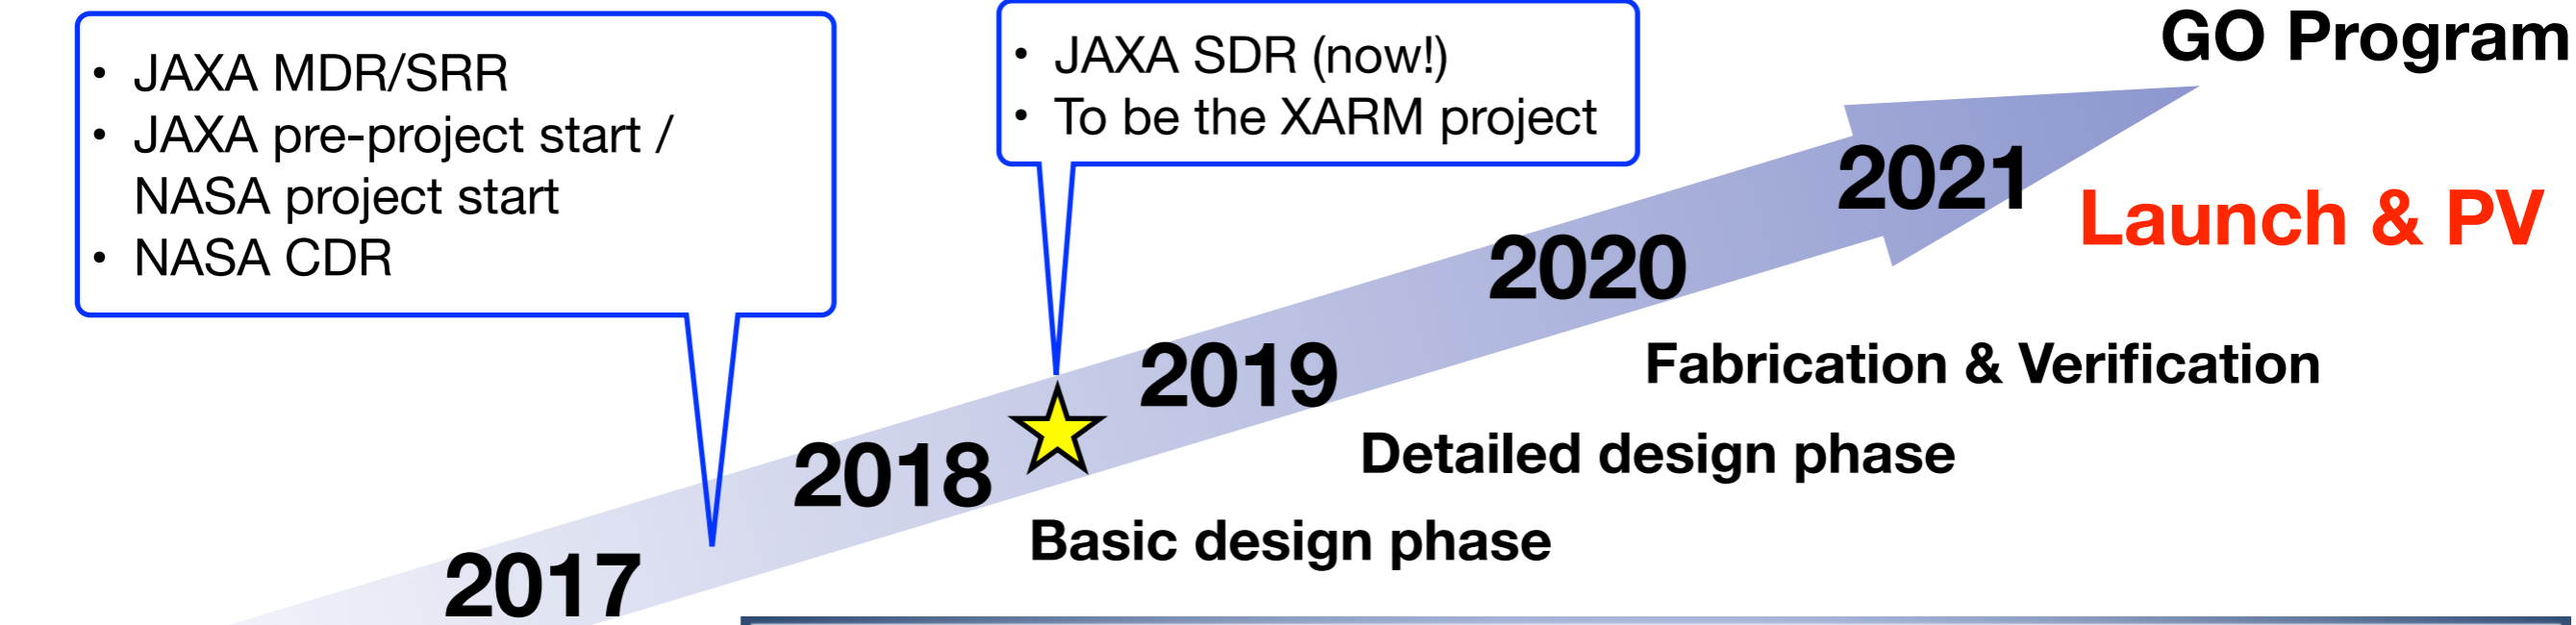 • JAXA MDR/SRR
• JAXA pre-project start /
NASA project start
• NASA CDR
• JAXA SDR (now!)
• To be the XARM project
GO Program
2021
Launch & PV
2020
Fabrication & Verification
2019
Detailed design phase
2018
Basic design phase
2017